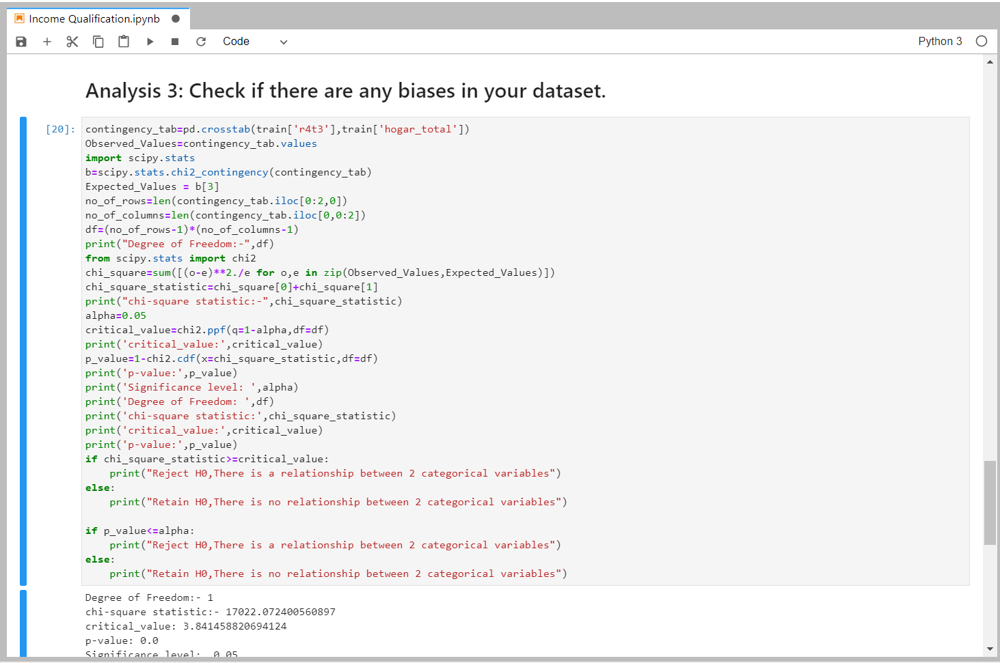 Income Qualification.ipynb
Code
Python 3
Analysis 3: Check if there are any biases in your dataset.
[20]:
contingency_tab=pd.crosstab(train['r4t3'],train['hogar_total'])
Observed_Values=contingency_tab.values
import scipy.stats
b=scipy.stats.chi2_contingency(contingency_tab)
Expected_Values = b[3]
no_of_rows=len(contingency_tab.iloc[0:2,0])
no_of_columns=len(contingency_tab.iloc[0,0:2])
df=(no_of_rows-1)*(no_of_columns-1)
print("Degree of Freedom:-",df)
from scipy.stats import chi2
chi_square=sum([(o-e)**2./e for o,e in zip(Observed_Values,Expected_Values)])
chi_square_statistic=chi_square[0]+chi_square[1]
print("chi-square statistic:-",chi_square_statistic)
alpha=0.05
critical_value=chi2.ppf(q=1-alpha,df=df)
print('critical_value:',critical_value)
p_value=1-chi2.cdf(x=chi_square_statistic,df=df)
print('p-value:',p_value)
print('Significance level: ',alpha)
print('Degree of Freedom: ',df)
print('chi-square statistic:',chi_square_statistic)
print('critical_value:',critical_value)
print('p-value:',p_value)
if chi_square_statistic>=critical_value:
    print("Reject H0,There is a relationship between 2 categorical variables")
else:
    print("Retain H0,There is no relationship between 2 categorical variables")
if p_value<=alpha:
    print("Reject H0,There is a relationship between 2 categorical variables")
else:
    print("Retain H0,There is no relationship between 2 categorical variables")
Degree of Freedom:- 1
chi-square statistic:- 17022.072400560897
critical_value: 3.841458820694124
p-value: 0.0
Significance level:  0.05